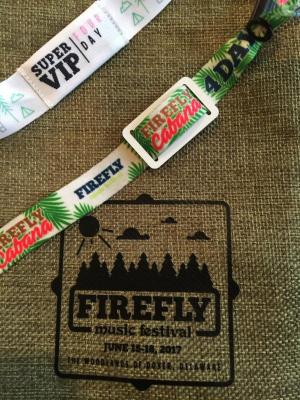 SUPER
VIP
FOUR
DAY
4 DAY
FIREFLY
Cabana
FIREFLY
FIREFLY
Cabana
FIREFLY
music festival
JUNE 15-18, 2017
THE WOODLANDS OF DOVER, DELAWARE